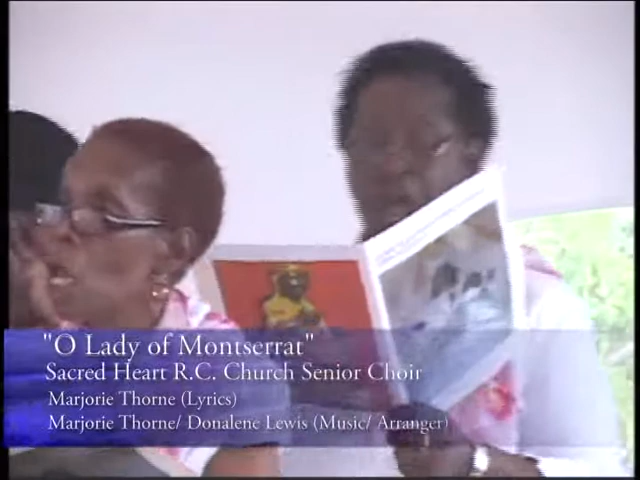 "O Lady of Montserrat"
Sacred Heart R.C. Church Senior Choir
Marjorie Thorne (Lyrics)
Marjorie Thorne/ Donalene Lewis (Music/ Arranger)